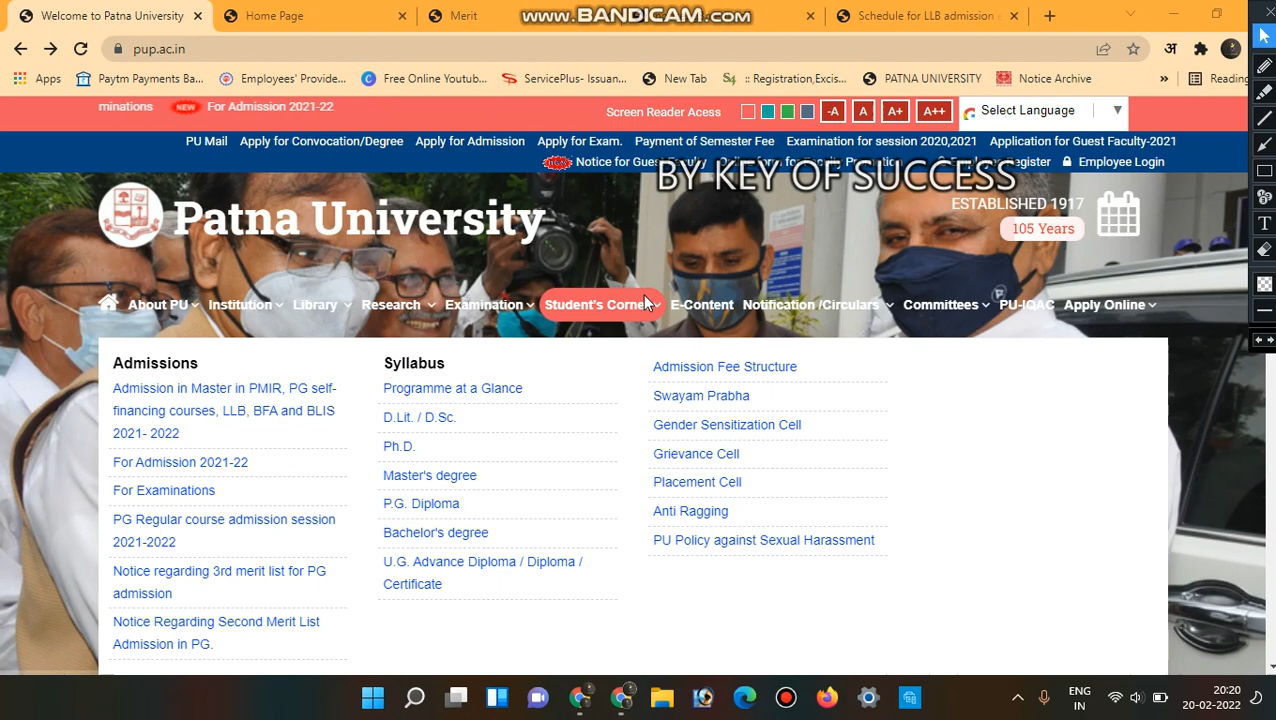 Welcome to Patna University
Home Page
Merit
www.BANDICAM.com
Schedule for LLB admission
pup.ac.in
अ
Apps
Paytm Payments Ba...
Employees' Provide...
Free Online Youtub...
ServicePlus- Issuan...
New Tab
:: Registration,Excis...
PATNA UNIVERSITY
Notice Archive
»
Reading
minations
NEW
For Admission 2021-22
Screen Reader Acess
-A
A
A+
A++
Select Language
PU Mail
Apply for Convocation/Degree
Apply for Admission
Apply for Exam.
Payment of Semester Fee
Examination for session 2020,2021
Application for Guest Faculty-2021
Notice for Guest Faculty
Employee Login
BY KEY OF SUCCESS
Patna University
ESTABLISHED 1917
105 Years
About PU
Institution
Library
Research
Examination
Student's Corner
E-Content
Notification /Circulars
Committees
PU-IQAC
Apply Online
Admissions
Admission in Master in PMIR, PG self-
financing courses, LLB, BFA and BLIS
2021- 2022
For Admission 2021-22
For Examinations
PG Regular course admission session
2021-2022
Notice regarding 3rd merit list for PG
admission
Notice Regarding Second Merit List
Admission in PG.
Syllabus
Programme at a Glance
D.Lit. / D.Sc.
Ph.D.
Master's degree
P.G. Diploma
Bachelor's degree
U.G. Advance Diploma / Diploma /
Certificate
Admission Fee Structure
Swayam Prabha
Gender Sensitization Cell
Grievance Cell
Placement Cell
Anti Ragging
PU Policy against Sexual Harassment
ENG
IN
20:20
20-02-2022